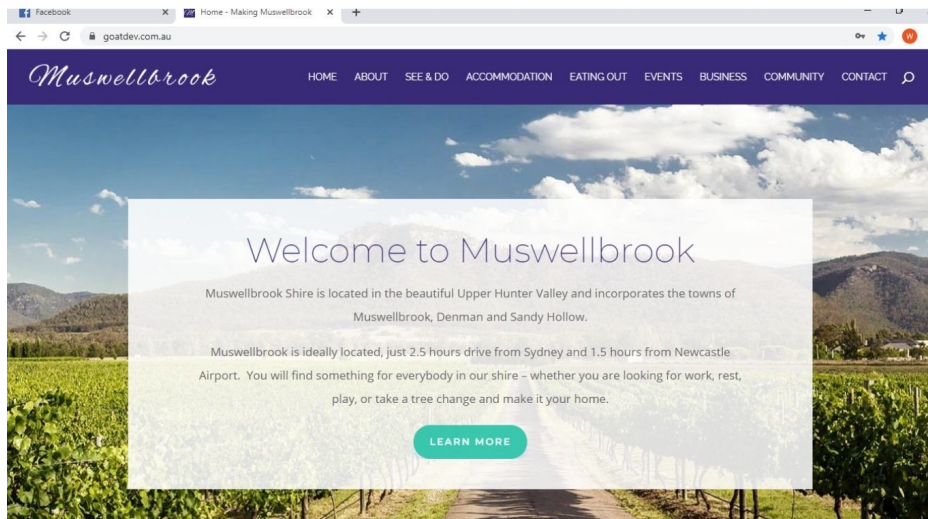 Facebook
Home - Making Muswellbrook
goatdev.com.au
W
Muswellbrook
HOME ABOUT SEE & DO ACCOMMODATION EATING OUT EVENTS BUSINESS COMMUNITY CONTACT
Welcome to Muswellbrook
Muswellbrook Shire is located in the beautiful Upper Hunter Valley and incorporates the towns of
Muswellbrook, Denman and Sandy Hollow.
Muswellbrook is ideally located, just 2.5 hours drive from Sydney and 1.5 hours from Newcastle
Airport. You will find something for everybody in our shire – whether you are looking for work, rest,
play, or take a tree change and make it your home.
LEARN MORE